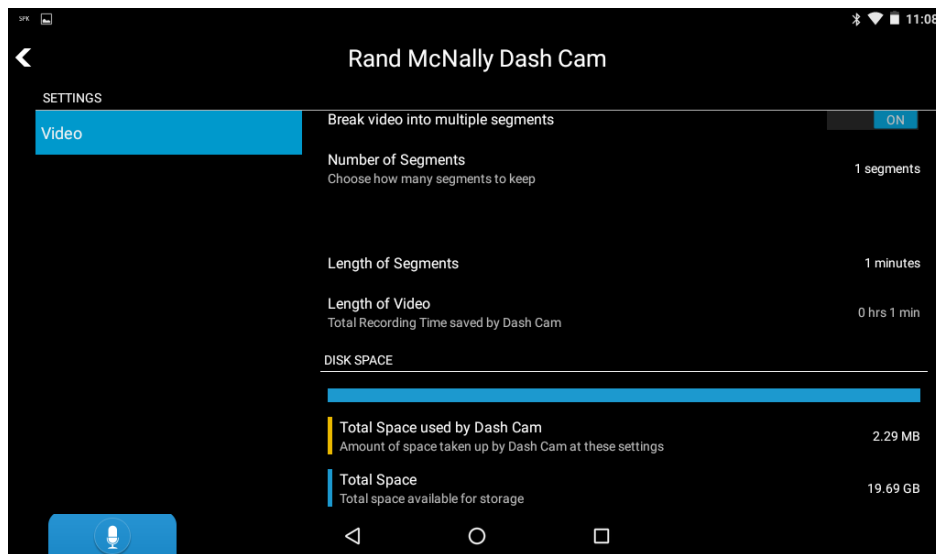 SPK
11:08
Rand McNally Dash Cam
SETTINGS
Video
Break video into multiple segments
ON
Number of Segments
1 segments
Choose how many segments to keep
Length of Segments
1 minutes
Length of Video
0 hrs 1 min
Total Recording Time saved by Dash Cam
DISK SPACE
Total Space used by Dash Cam
2.29 MB
Amount of space taken up by Dash Cam at these settings
Total Space
19.69 GB
Total space available for storage